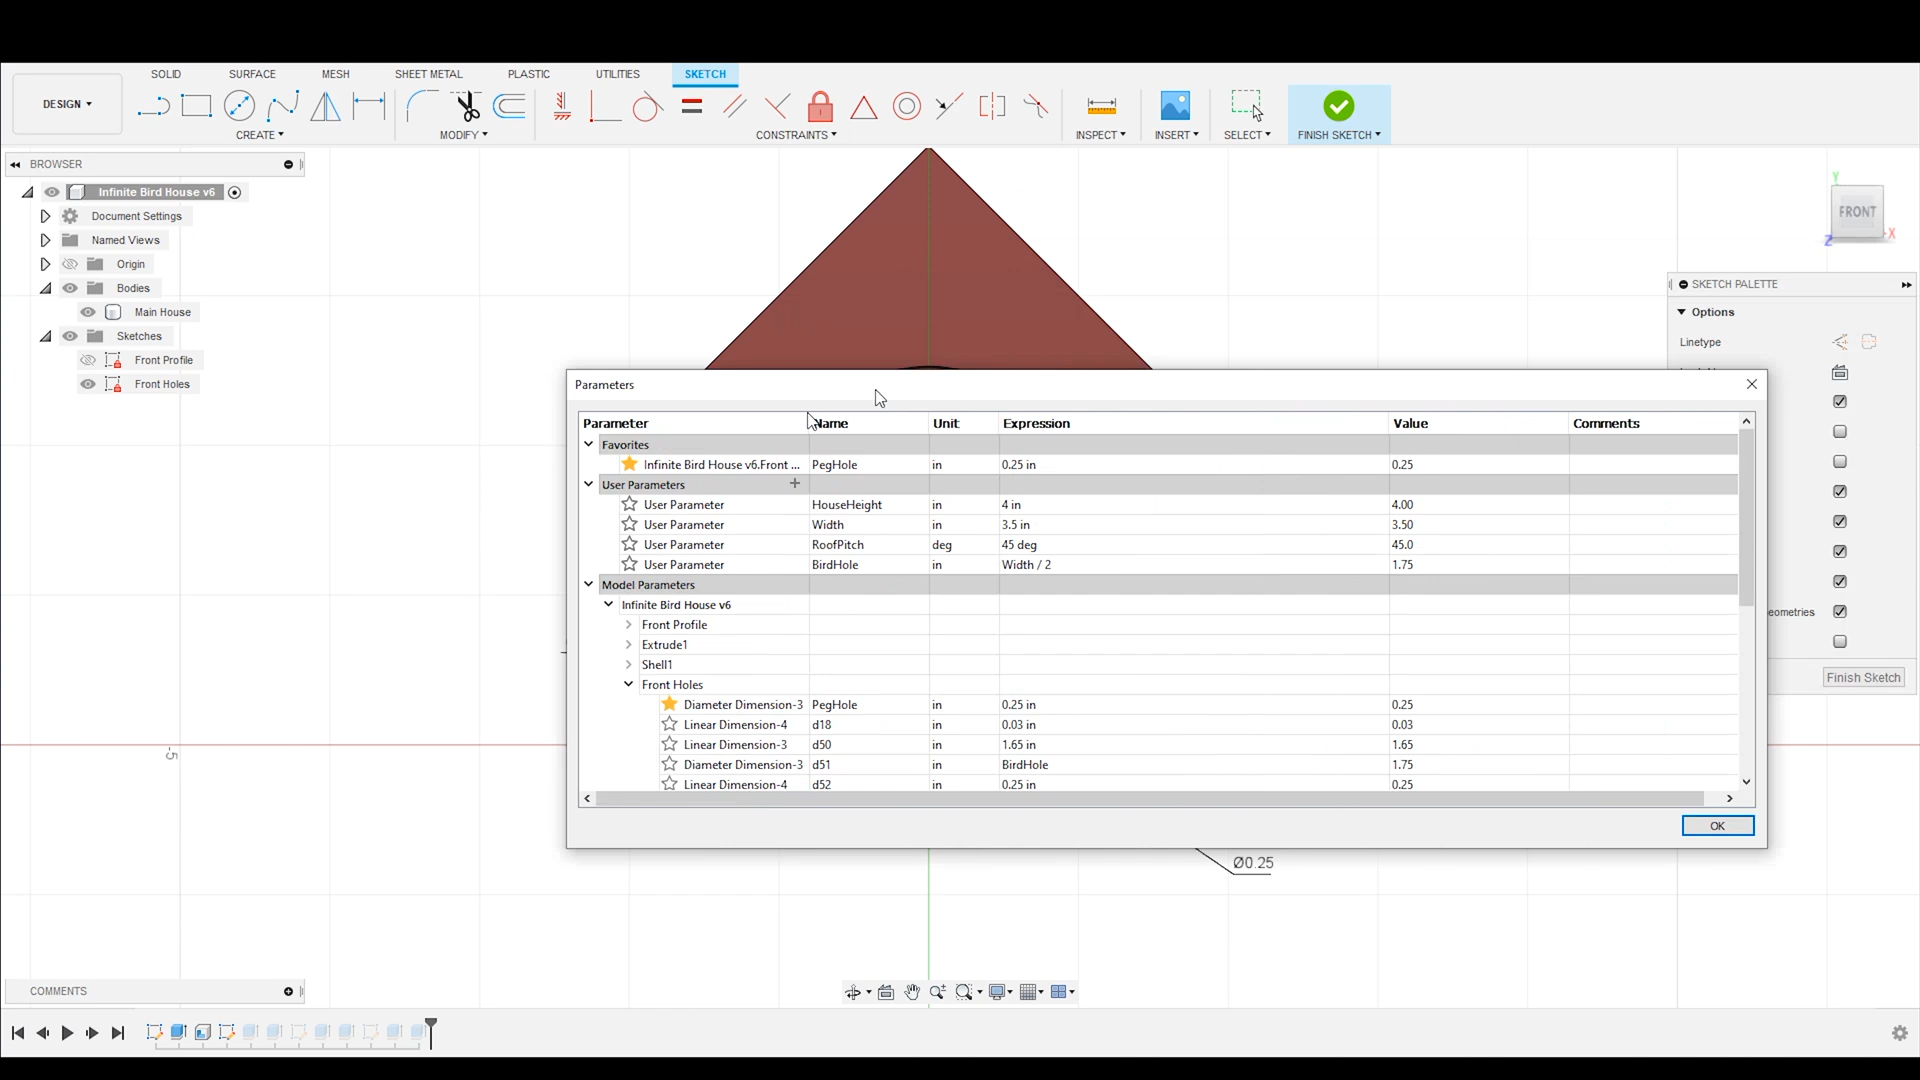 SOLID SURFACE MESH SHEET METAL PLASTIC UTILITIES SKETCH
DESIGN
CREATE MODIFY CONSTRAINTS INSPECT INSERT SELECT FINISH SKETCH
BROWSER
Infinite Bird House v6
Document Settings
Named Views
Origin
Bodies
Main House
Sketches
Front Profile
Front Holes
Y
FRONT
X
Z
SKETCH PALETTE
Options
Linetype
eometries
Finish Sketch
Parameters
Parameter Name Unit Expression Value Comments
Favorites
Infinite Bird House v6.Front ... PegHole in 0.25 in 0.25
User Parameters
User Parameter HouseHeight in 4 in 4.00
User Parameter Width in 3.5 in 3.50
User Parameter RoofPitch deg 45 deg 45.0
User Parameter BirdHole in Width / 2 1.75
Model Parameters
Infinite Bird House v6
Front Profile
Extrude1
Shell1
Front Holes
Diameter Dimension-3 PegHole in 0.25 in 0.25
Linear Dimension-4 d18 in 0.03 in 0.03
Linear Dimension-3 d50 in 1.65 in 1.65
Diameter Dimension-3 d51 in BirdHole 1.75
Linear Dimension-4 d52 in 0.25 in 0.25
OK
-5
Ø0.25
COMMENTS